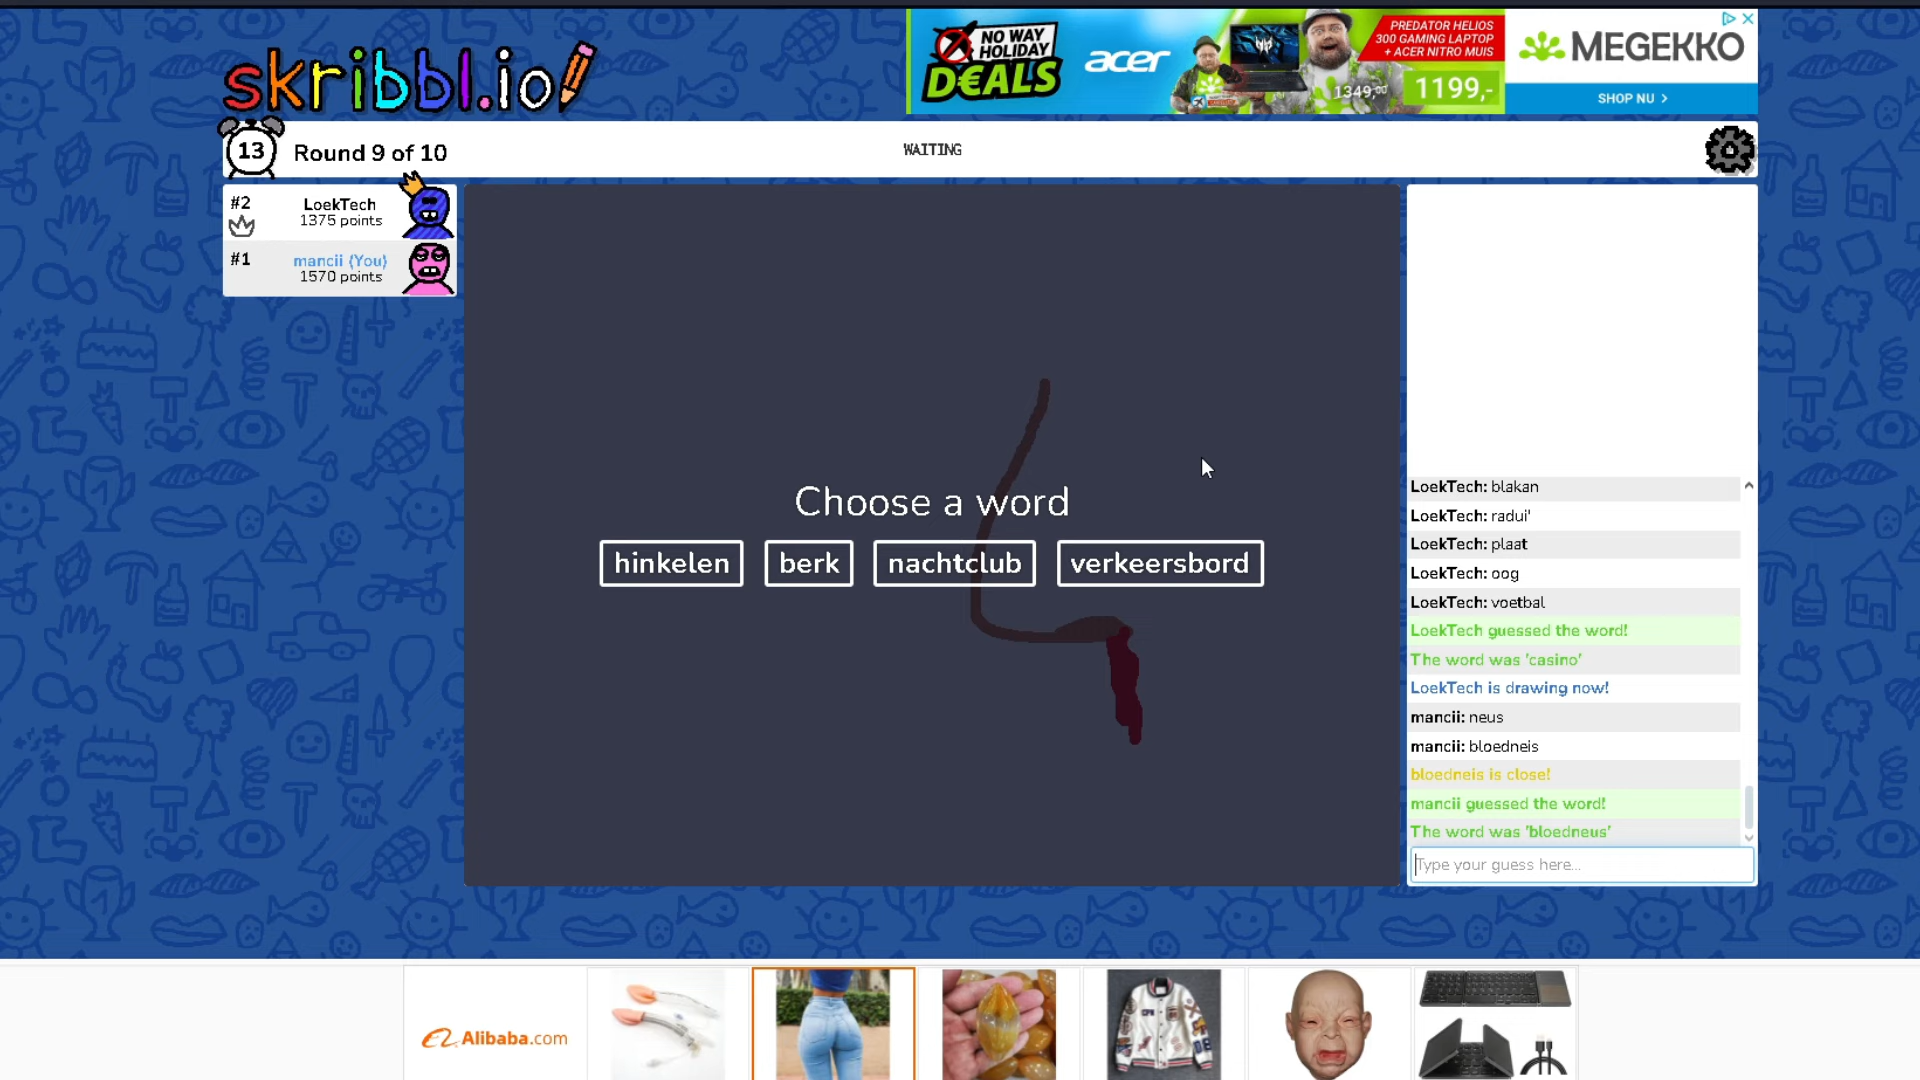 skribbl.io
NO WAY
HOLIDAY
D€ALS
acer
PREDATOR HELIOS
300 GAMING LAPTOP
+ ACER NITRO MUIS
1349,00
1199,-
MEGEKKO
SHOP NU >
13
Round 9 of 10
WAITING
#2
LoekTech
1375 points
#1
mancii (You)
1570 points
Choose a word
hinkelen
berk
nachtclub
verkeersbord
LoekTech: blakan
LoekTech: radui'
LoekTech: plaat
LoekTech: oog
LoekTech: voetbal
LoekTech guessed the word!
The word was 'casino'
LoekTech is drawing now!
mancii: neus
mancii: bloedneis
bloedneis is close!
mancii guessed the word!
The word was 'bloedneus'
Type your guess here...
Alibaba.com